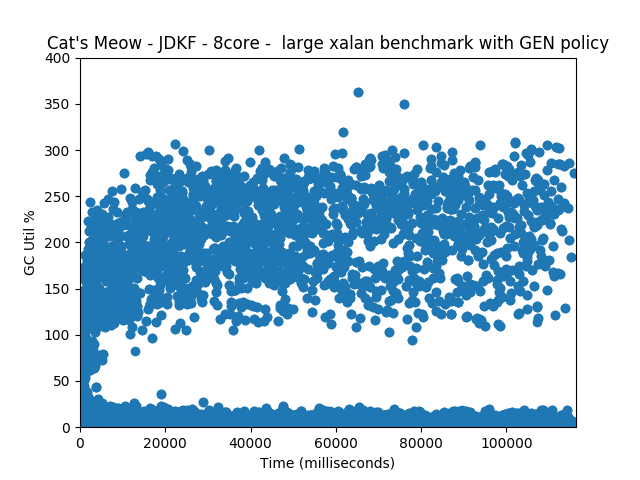 Cat's Meow - JDKF - 8core -  large xalan benchmark with GEN policy
400
350
300
250
200
150
100
50
0
GC Util %
0 20000 40000 60000 80000 100000
Time (milliseconds)